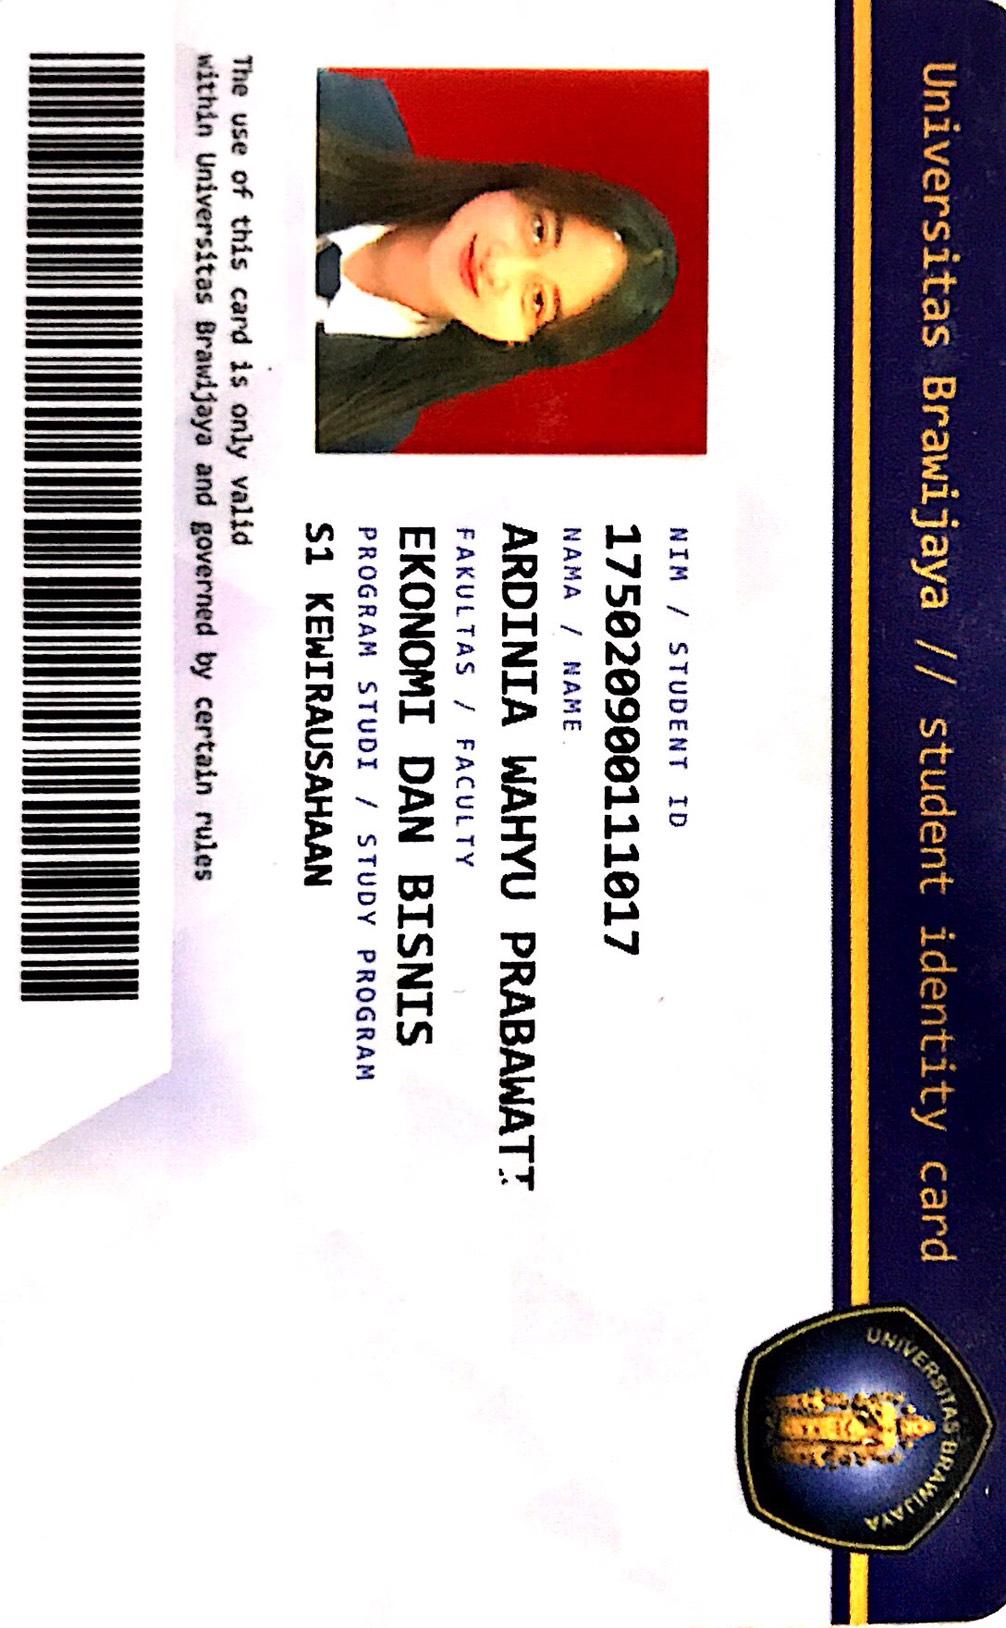 Universitas Brawijaya // student identity card
UNIVERSITAS BRAWIJAYA
NIM / STUDENT ID
175020900111017
NAMA / NAME
ARDINIA WAHYU PRABAWATI
FAKULTAS / FACULTY
EKONOMI DAN BISNIS
PROGRAM STUDI / STUDY PROGRAM
S1 KEWIRAUSAHAAN
The use of this card is only valid
within Universitas Brawijaya and governed by certain rules